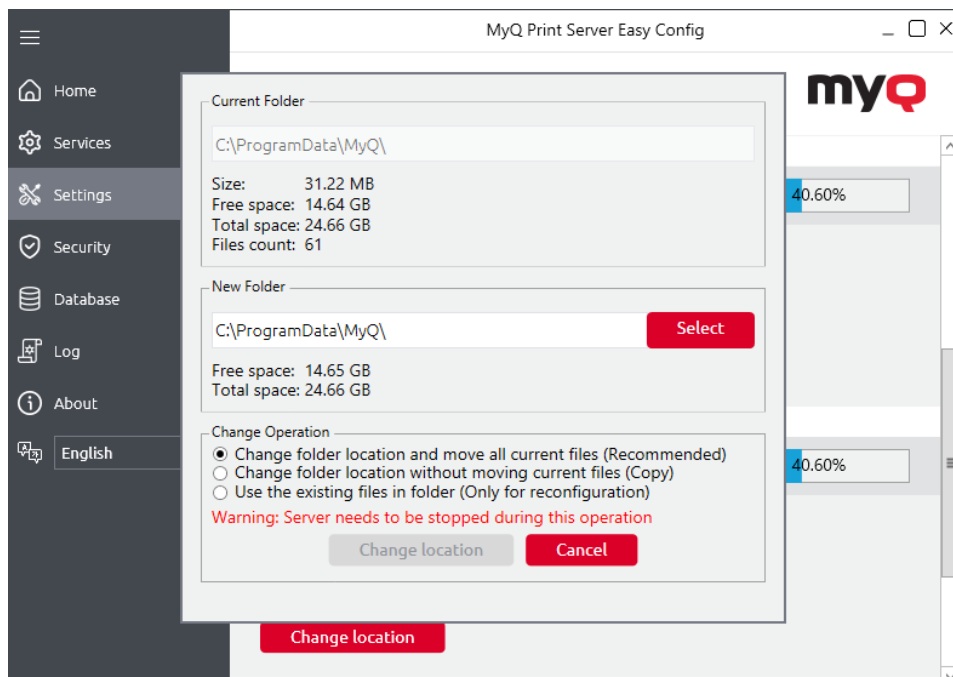 MyQ Print Server Easy Config
myQ
Home
Services
Settings
Security
Database
Log
About
English
Current Folder
C:\ProgramData\MyQ\
Size: 31.22 MB
Free space: 14.64 GB
Total space: 24.66 GB
Files count: 61
New Folder
C:\ProgramData\MyQ\
Select
Free space: 14.65 GB
Total space: 24.66 GB
Change Operation
Change folder location and move all current files (Recommended)
Change folder location without moving current files (Copy)
Use the existing files in folder (Only for reconfiguration)
Warning: Server needs to be stopped during this operation
Change location
Cancel
40.60%
40.60%
Change location